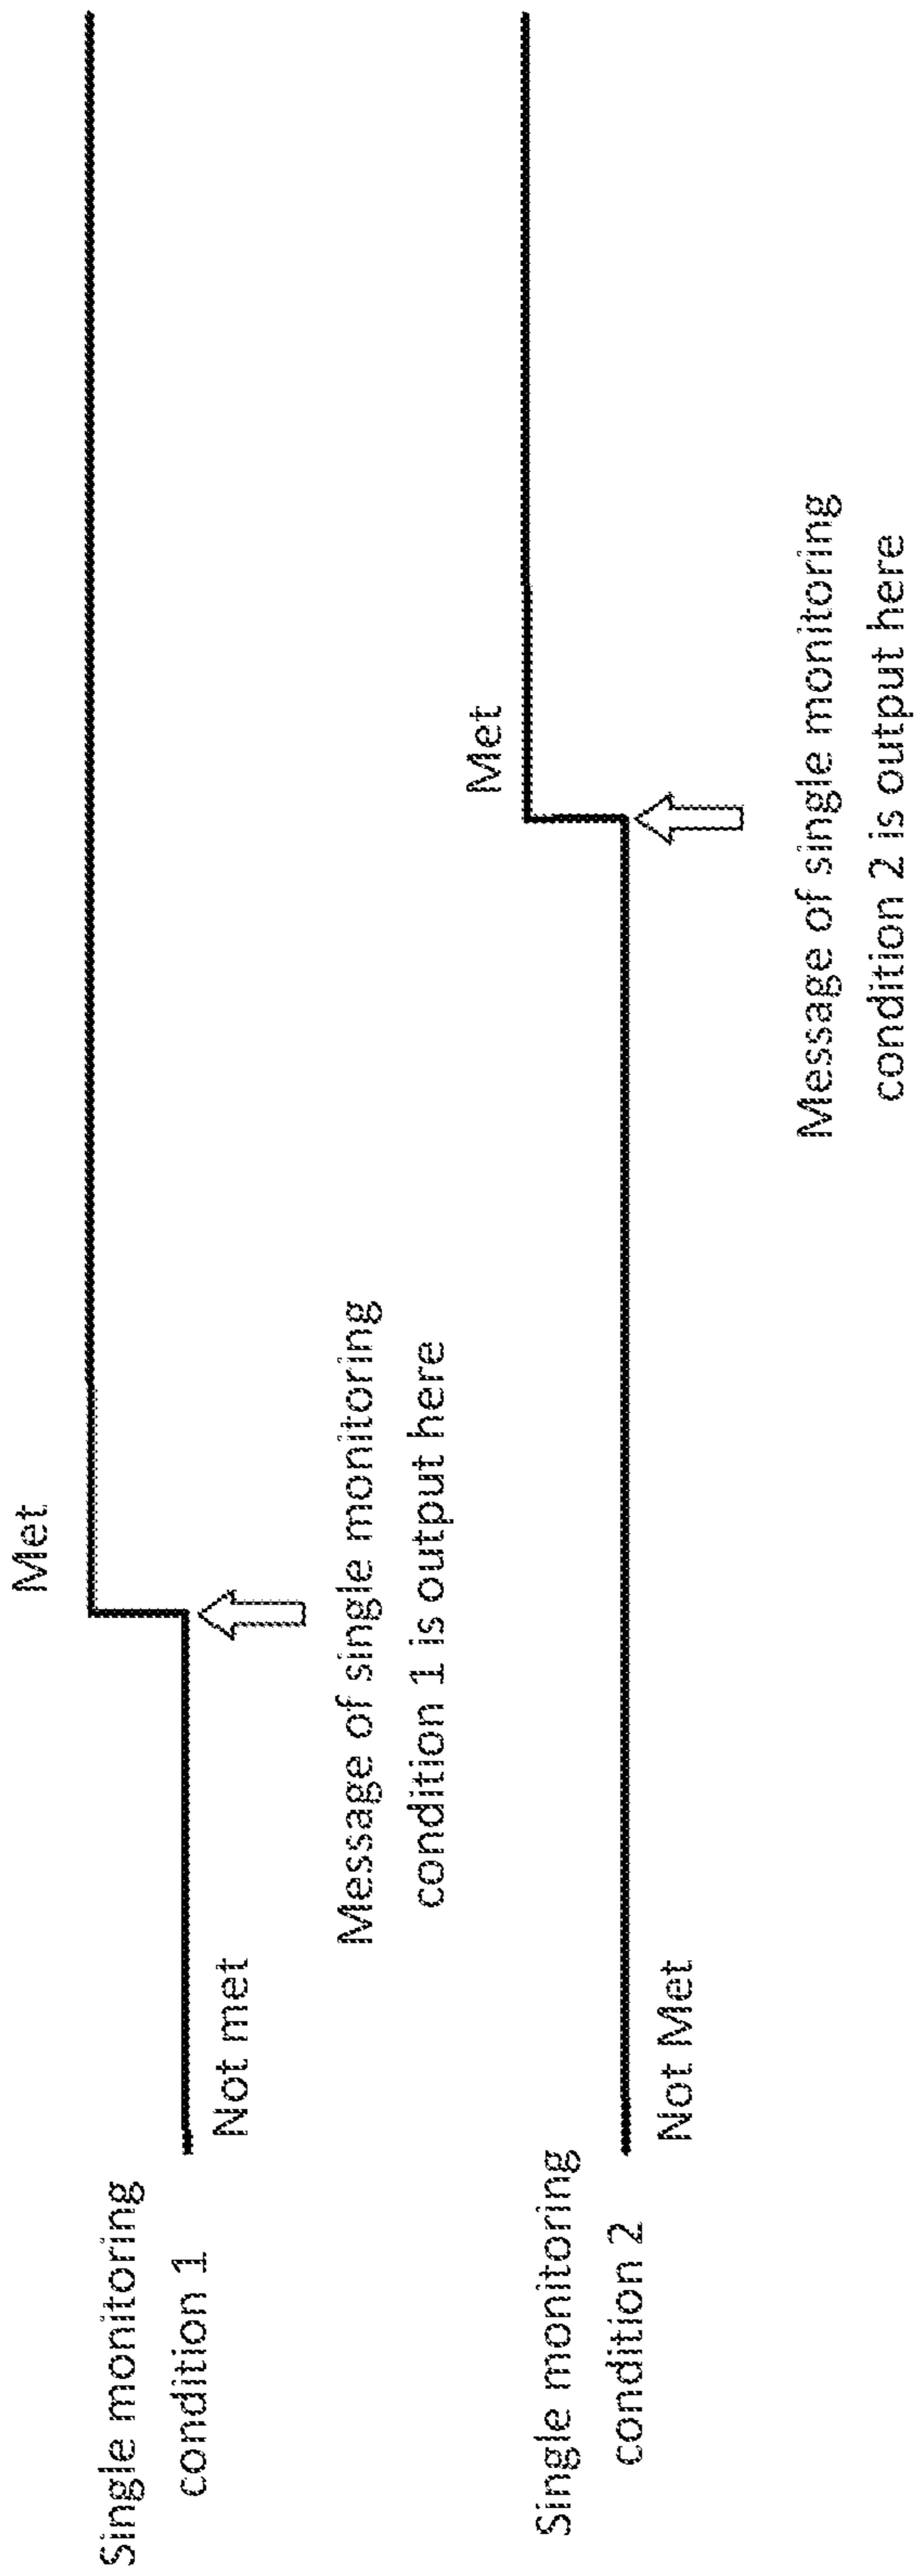 Single monitoring
condition 1
Met
Not met
Message of single monitoring
condition 1 is output here
Single monitoring
condition 2
Met
Not Met
Message of single monitoring
condition 2 is output here